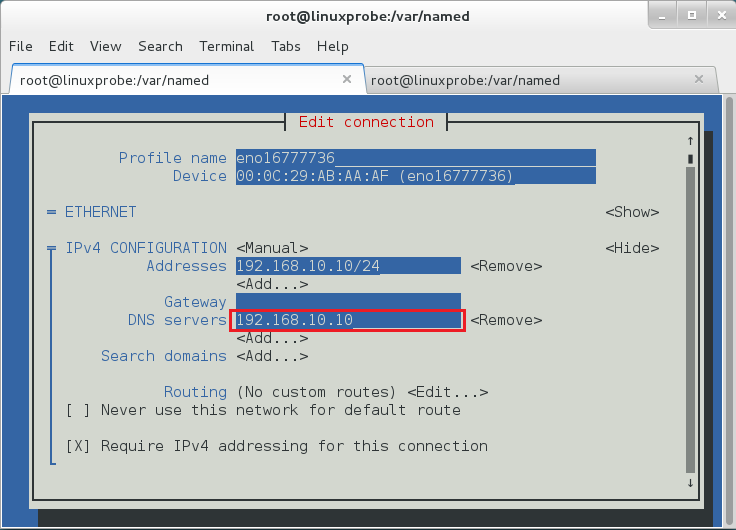 root@linuxprobe:/var/named
File Edit View Search Terminal Tabs Help
root@linuxprobe:/var/named × root@linuxprobe:/var/named ×
Edit connection
Profile name eno16777736
Device 00:0C:29:AB:AA:AF (eno16777736)
= ETHERNET <Show>
= IPv4 CONFIGURATION <Manual> <Hide>
Addresses 192.168.10.10/24 <Remove>
<Add...>
Gateway
DNS servers 192.168.10.10 <Remove>
<Add...>
Search domains <Add...>
Routing (No custom routes) <Edit...>
[ ] Never use this network for default route
[X] Require IPv4 addressing for this connection